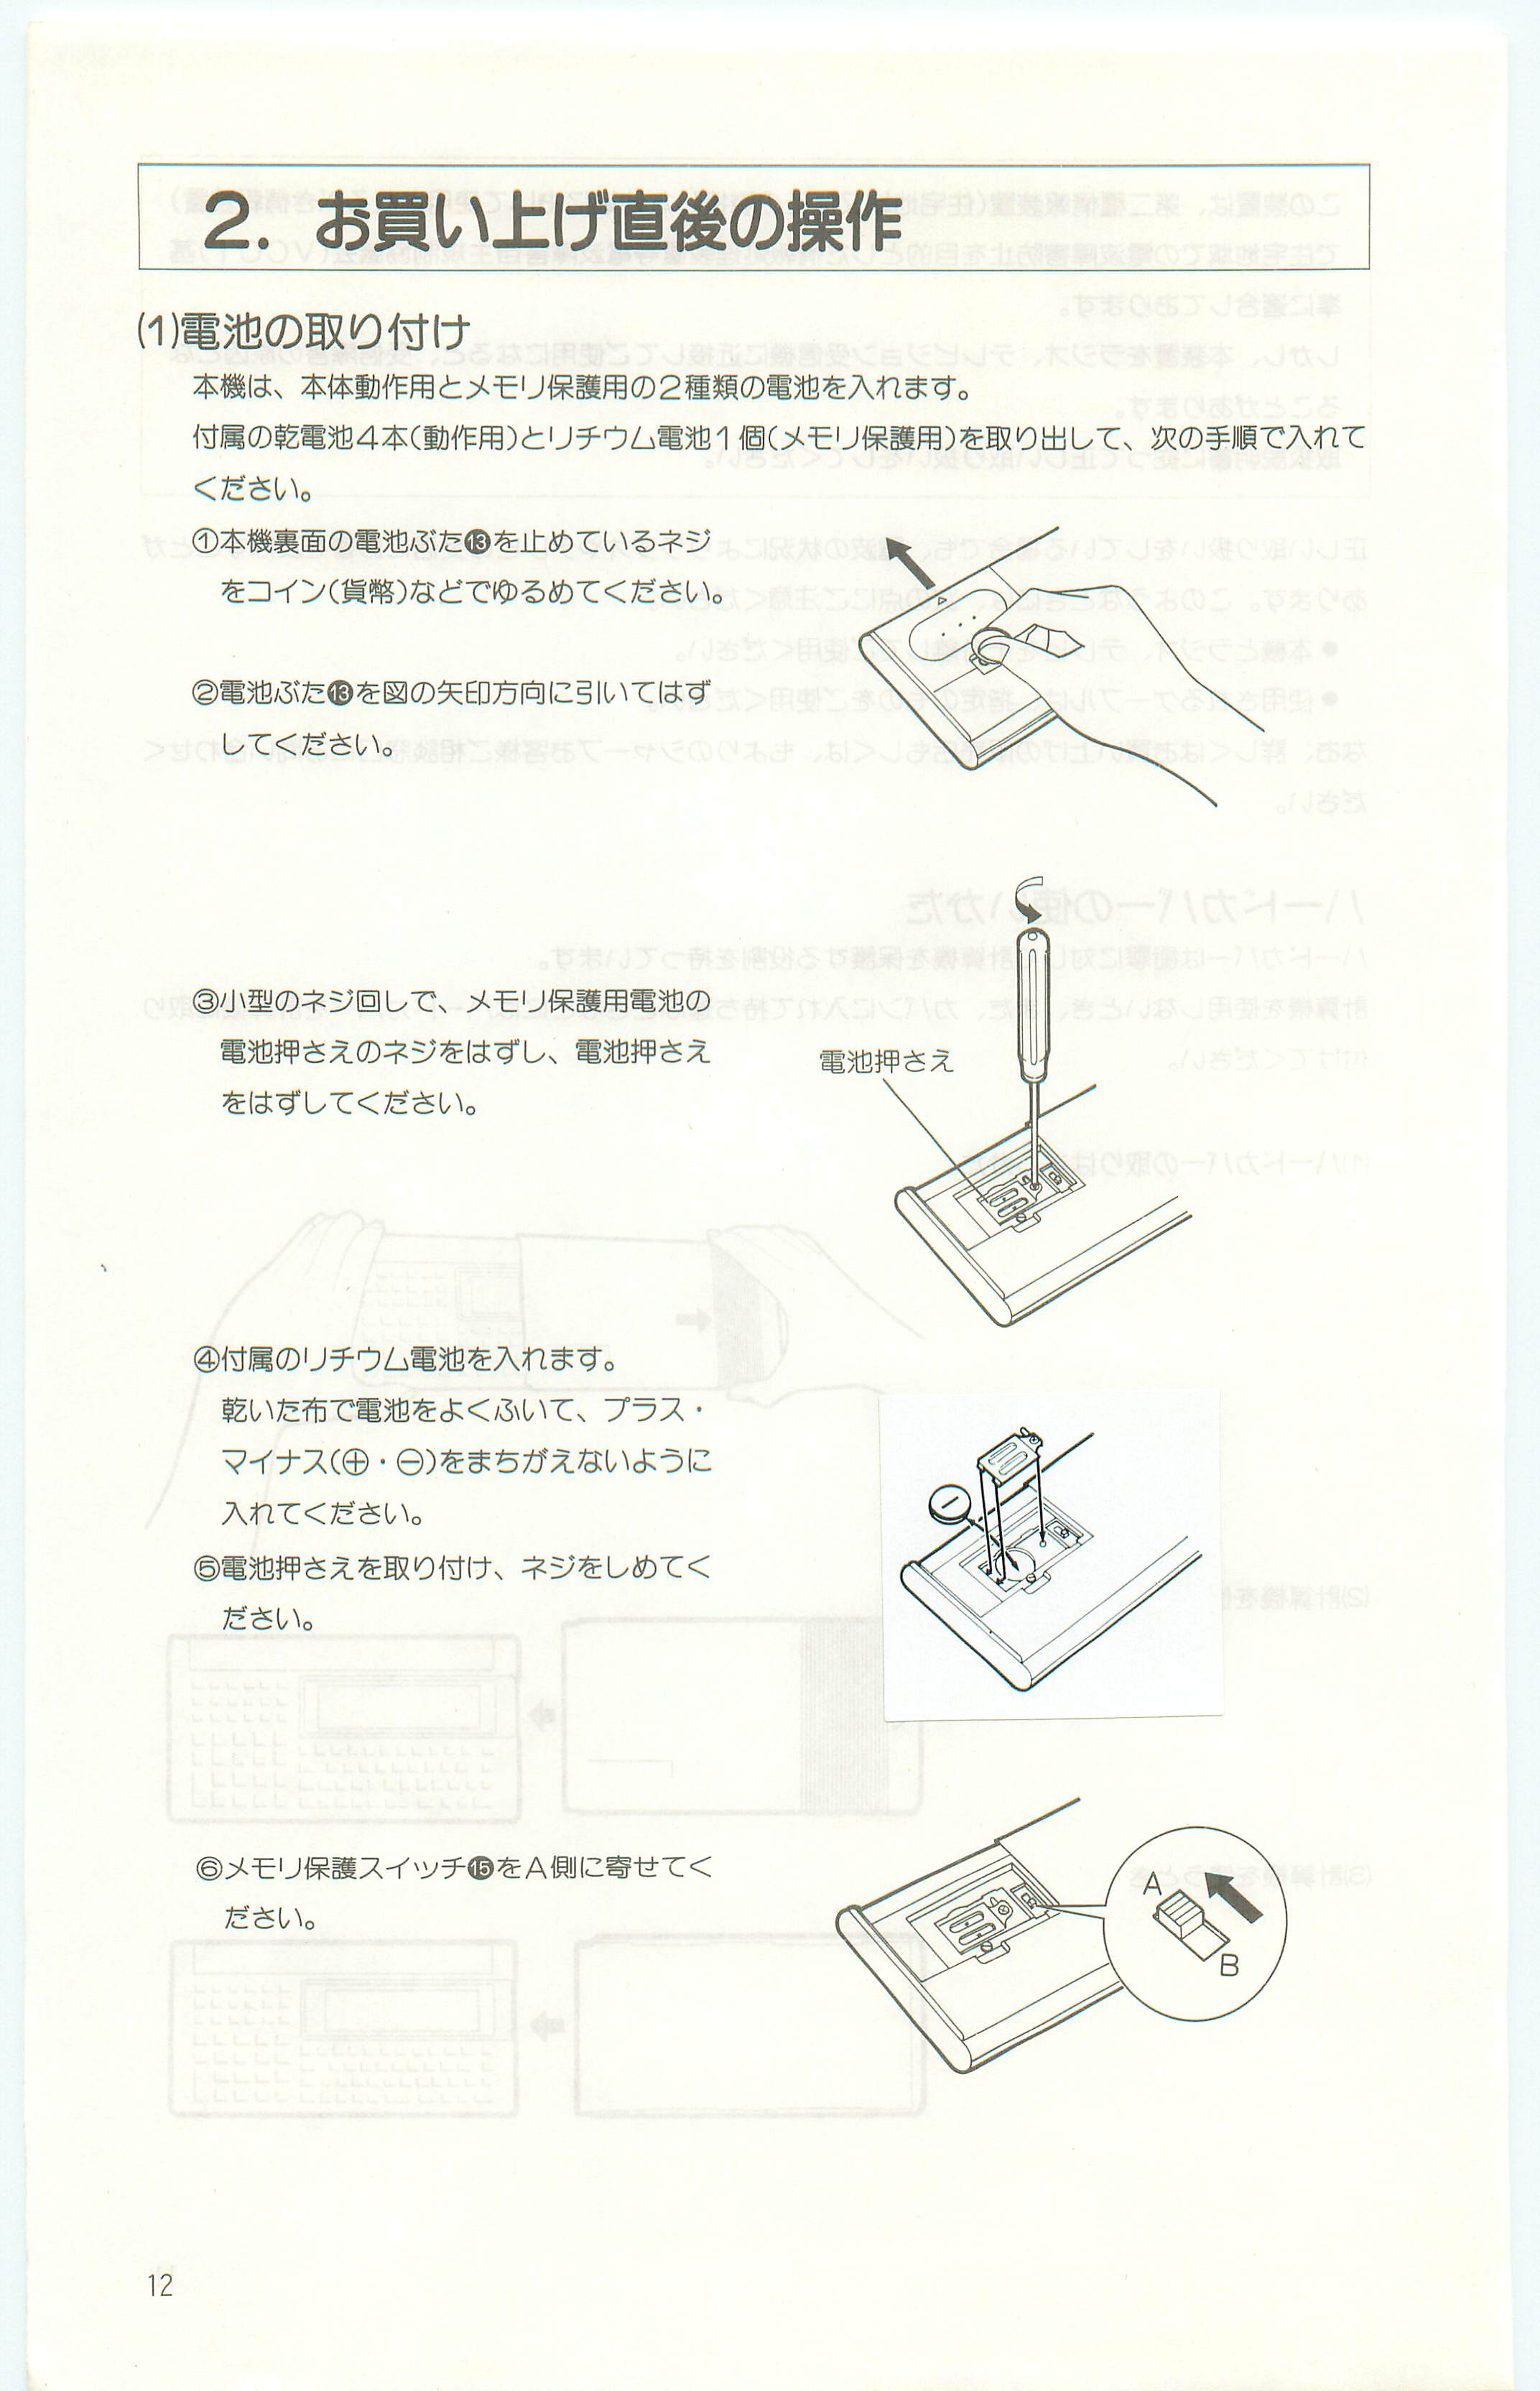 2. お買い上げ直後の操作
(1)電池の取り付け
本機は、本体動作用とメモリ保護用の2種類の電池を入れます。
付属の乾電池4本(動作用)とリチウム電池1個(メモリ保護用)を取り出して、次の手順で入れて
ください。
①本機裏面の電池ぶた⓭を止めているネジ
をコイン(貨幣)などでゆるめてください。
②電池ぶた⓭を図の矢印方向に引いてはず
してください。
③小型のネジ回しで、メモリ保護用電池の
電池押さえのネジをはずし、電池押さえ
をはずしてください。
電池押さえ
④付属のリチウム電池を入れます。
乾いた布で電池をよくふいて、プラス・
マイナス(⊕・⊖)をまちがえないように
入れてください。
⑤電池押さえを取り付け、ネジをしめてく
ださい。
⑥メモリ保護スイッチ⓯をA側に寄せてく
ださい。
A
B
12